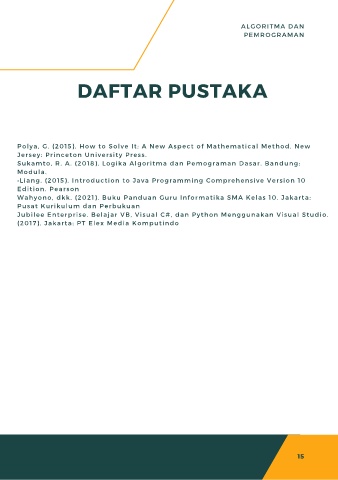 ALGORITMA DAN
PEMROGRAMAN
DAFTAR PUSTAKA
Polya, G. (2015). How to Solve It: A New Aspect of Mathematical Method. New
Jersey: Princeton University Press.
Sukamto, R. A. (2018). Logika Algoritma dan Pemograman Dasar. Bandung:
Modula.
-Liang. (2015). Introduction to Java Programming Comprehensive Version 10
Edition. Pearson
Wahyono, dkk. (2021). Buku Panduan Guru Informatika SMA Kelas 10. Jakarta:
Pusat Kurikulum dan Perbukuan
Jubilee Enterprise. Belajar VB, Visual C#, dan Python Menggunakan Visual Studio.
(2017). Jakarta: PT Elex Media Komputindo
15